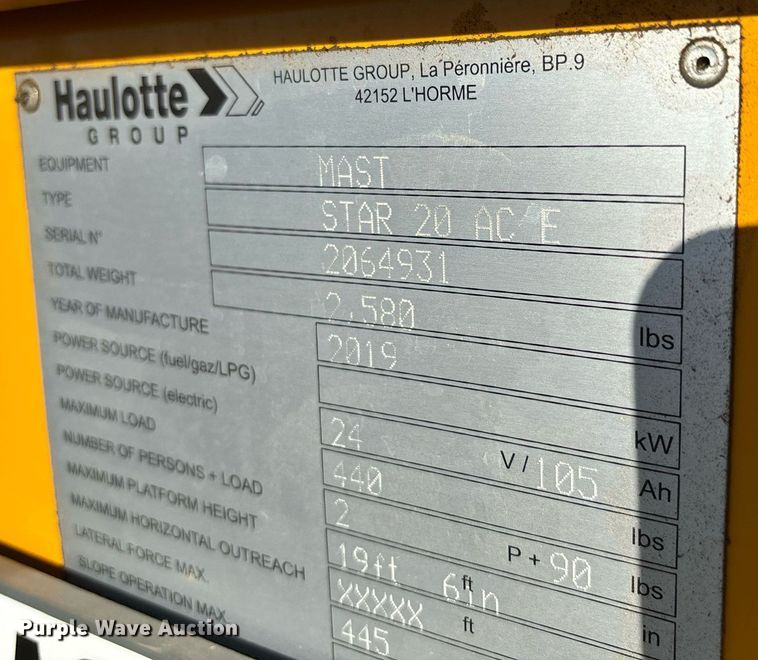 Haulotte
GROUP
HAULOTTE GROUP, La Péronnière, BP.9
42152 L'HORME
EQUIPMENT MAST
TYPE STAR 20 AC E
SERIAL N° 2064931
TOTAL WEIGHT 2.580 lbs
YEAR OF MANUFACTURE 2019
POWER SOURCE (fuel/gaz/LPG) kW
POWER SOURCE (electric) 24 V / 105 Ah
MAXIMUM LOAD 440 lbs
NUMBER OF PERSONS + LOAD 2 P + 90 lbs
MAXIMUM PLATFORM HEIGHT 19ft ft 6in in
MAXIMUM HORIZONTAL OUTREACH XXXXX ft
LATERAL FORCE MAX. 445
SLOPE OPERATION MAX.
Purple Wave Auction